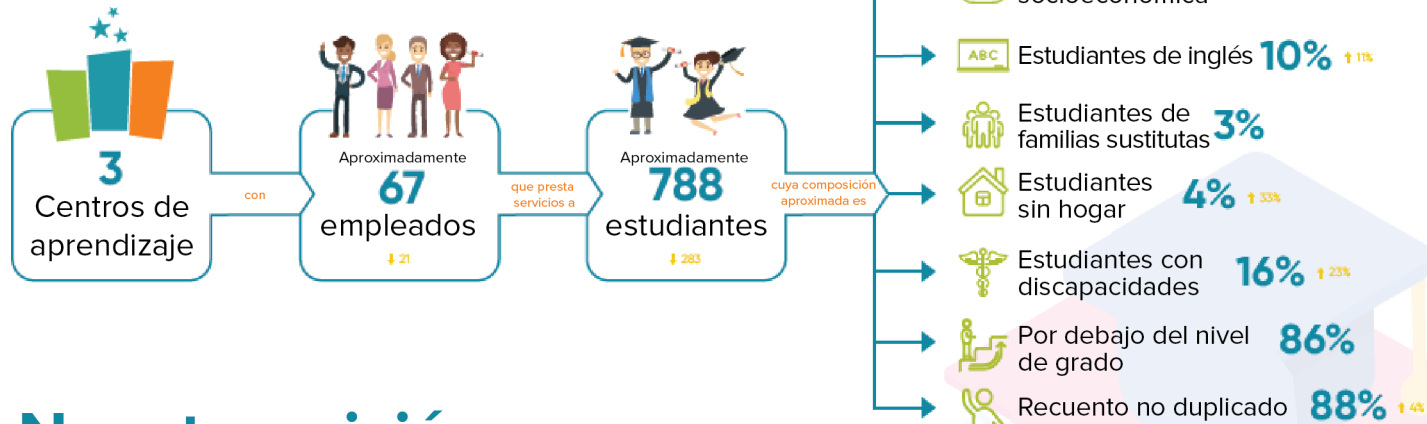 3
Centros de
aprendizaje
con
Aproximadamente
67
empleados
21
que presta
servicios a
Aproximadamente
788
estudiantes
283
cuya composición
aproximada es
socioeconómica
ABC
Estudiantes de inglés 10% 11%
Estudiantes de
familias sustitutas 3%
Estudiantes
sin hogar
4% 33%
Estudiantes con
discapacidades
16% 23%
Por debajo del nivel
de grado
86%
Recuento no duplicado 88% 4%